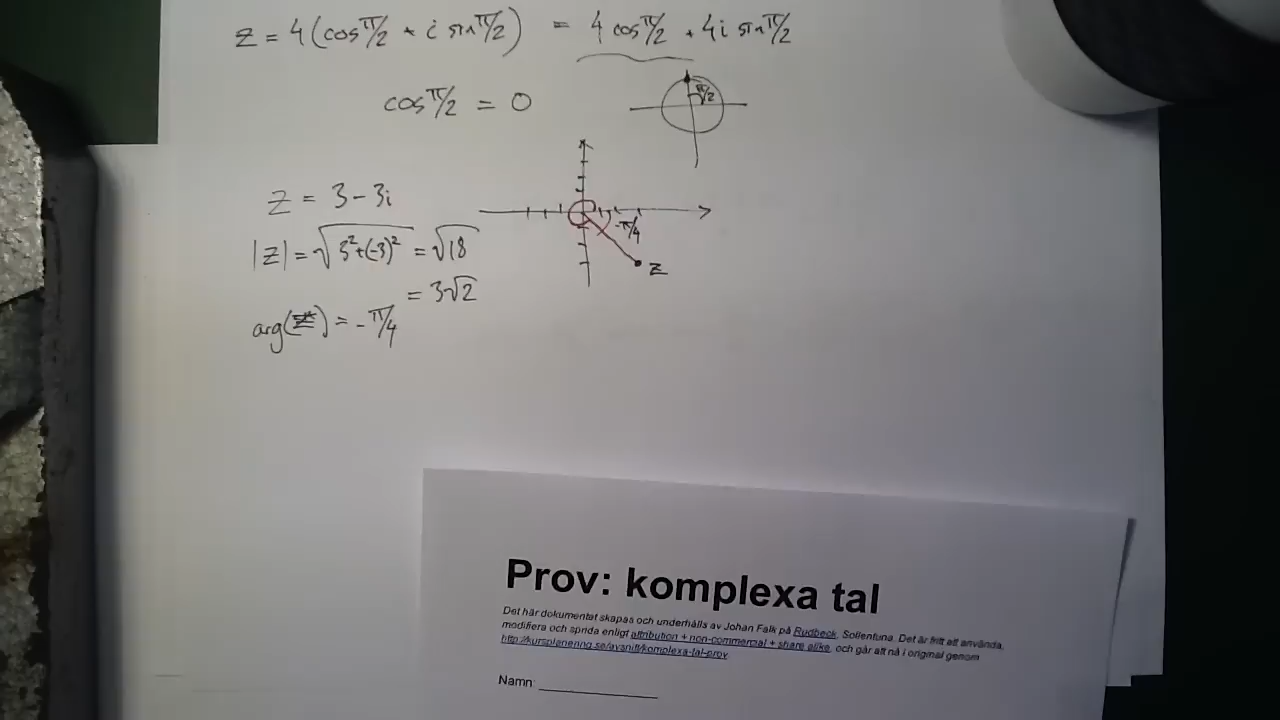 z = 4(cos π/2 + i sin π/2) = 4 cos π/2 + 4i sin π/2
cos π/2 = 0
π/2
z = 3 - 3i
|z| = √(3²+(-3)²) = √18
= 3√2
arg(z) = -π/4
-π/4
z
Prov: komplexa tal
Det här dokumentet skapas och underhålls av Johan Falk på Rudbeck, Sollentuna. Det är fritt att använda,
modifiera och sprida enligt attribution + non-commercial + share alike, och går att nå i original genom
http://kursplanering.se/avsnitt/komplexa-tal-prov.
Namn: ____________